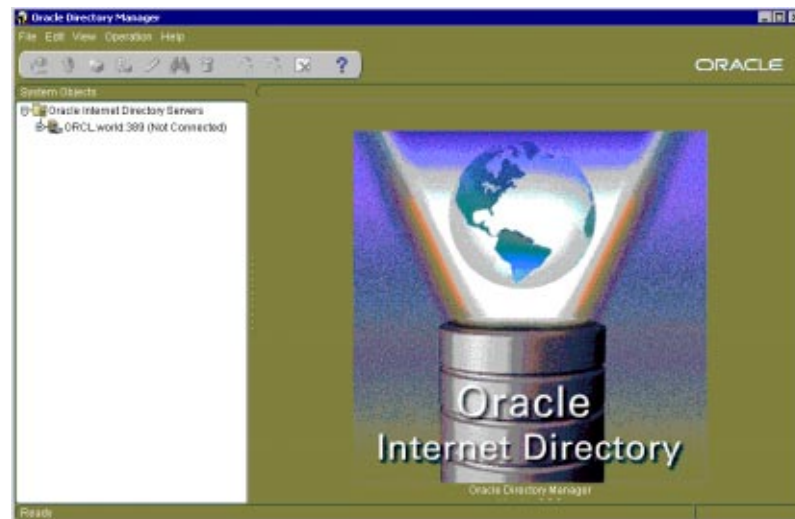 Oracle Directory Manager
File Edit View Operation Help
?
ORACLE
System Objects
Oracle Internet Directory Servers
ORCL.world:389 (Not Connected)
Oracle
Internet Directory
Oracle Directory Manager
Ready